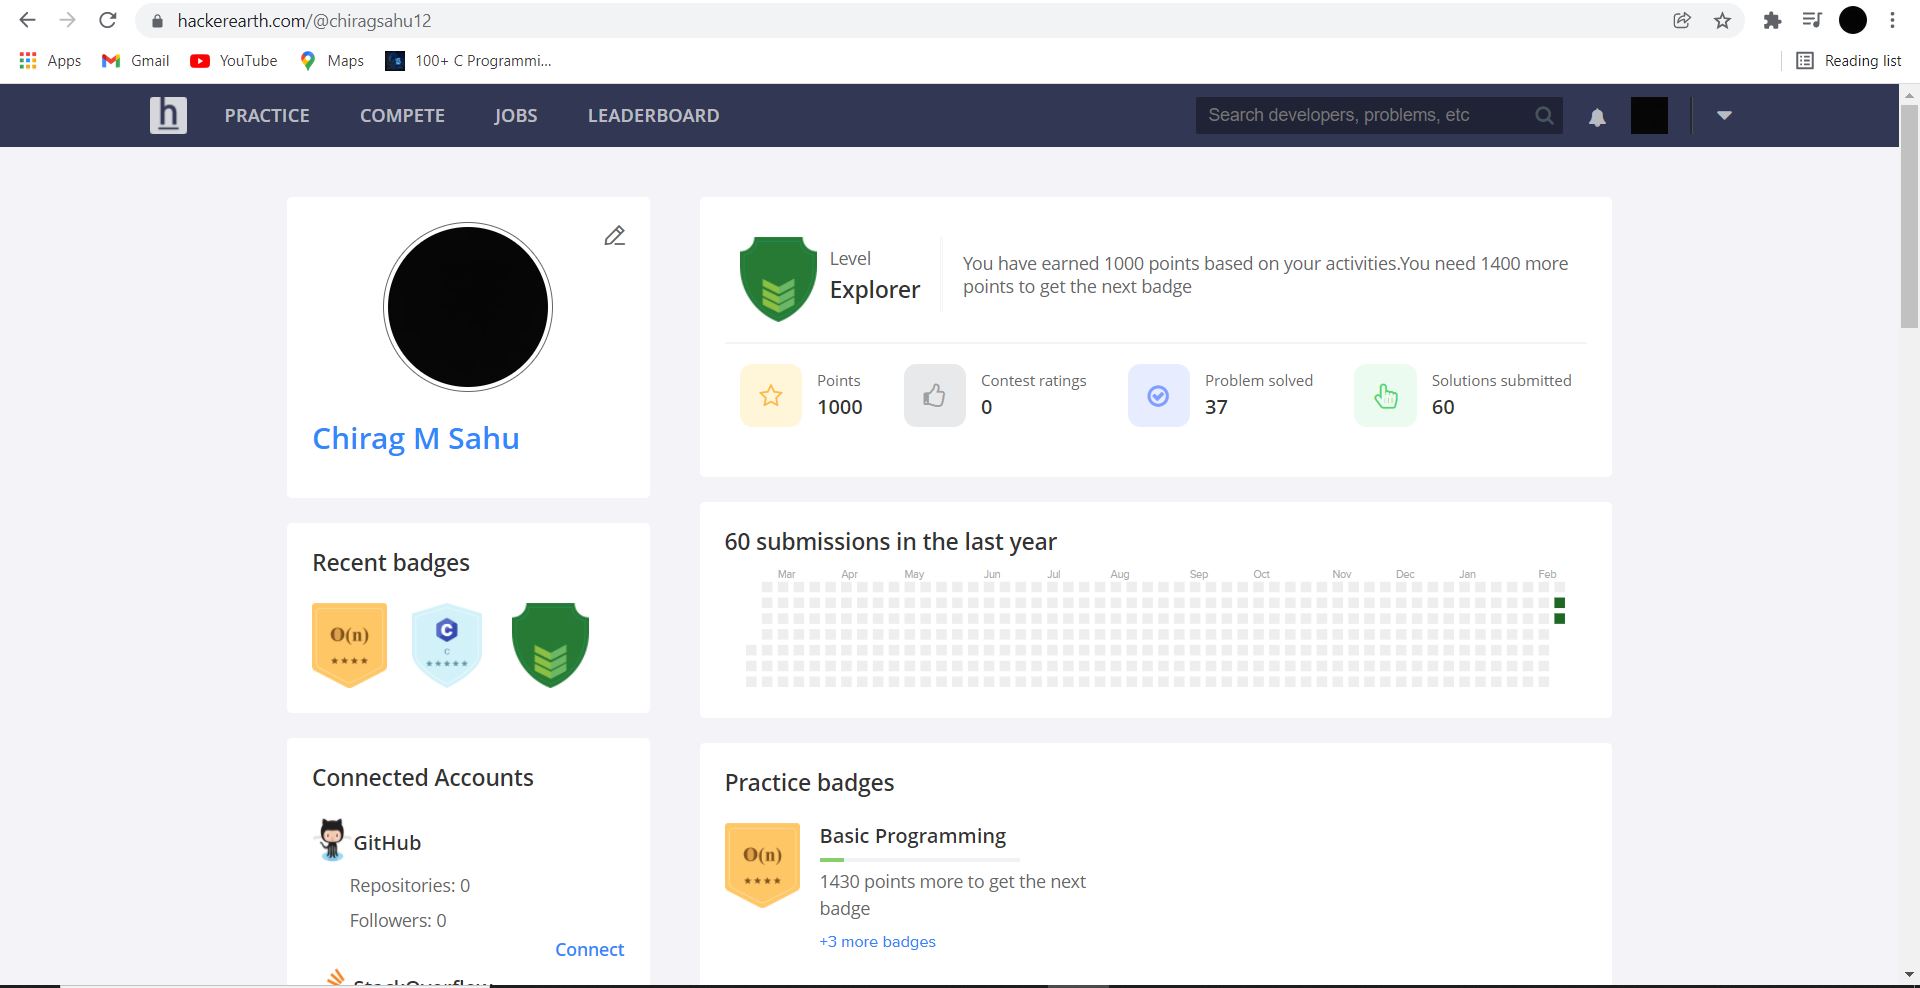 hackerearth.com/@chiragsahu12
Apps Gmail YouTube Maps 100+ C Programmi... Reading list
h PRACTICE COMPETE JOBS LEADERBOARD Search developers, problems, etc
Chirag M Sahu
Level
Explorer
You have earned 1000 points based on your activities.You need 1400 more
points to get the next badge
Points
1000
Contest ratings
0
Problem solved
37
Solutions submitted
60
Recent badges
O(n)
C
C
60 submissions in the last year
Mar Apr May Jun Jul Aug Sep Oct Nov Dec Jan Feb
Connected Accounts
GitHub
Repositories: 0
Followers: 0
Connect
StackOverflow
Practice badges
O(n)
Basic Programming
1430 points more to get the next
badge
+3 more badges